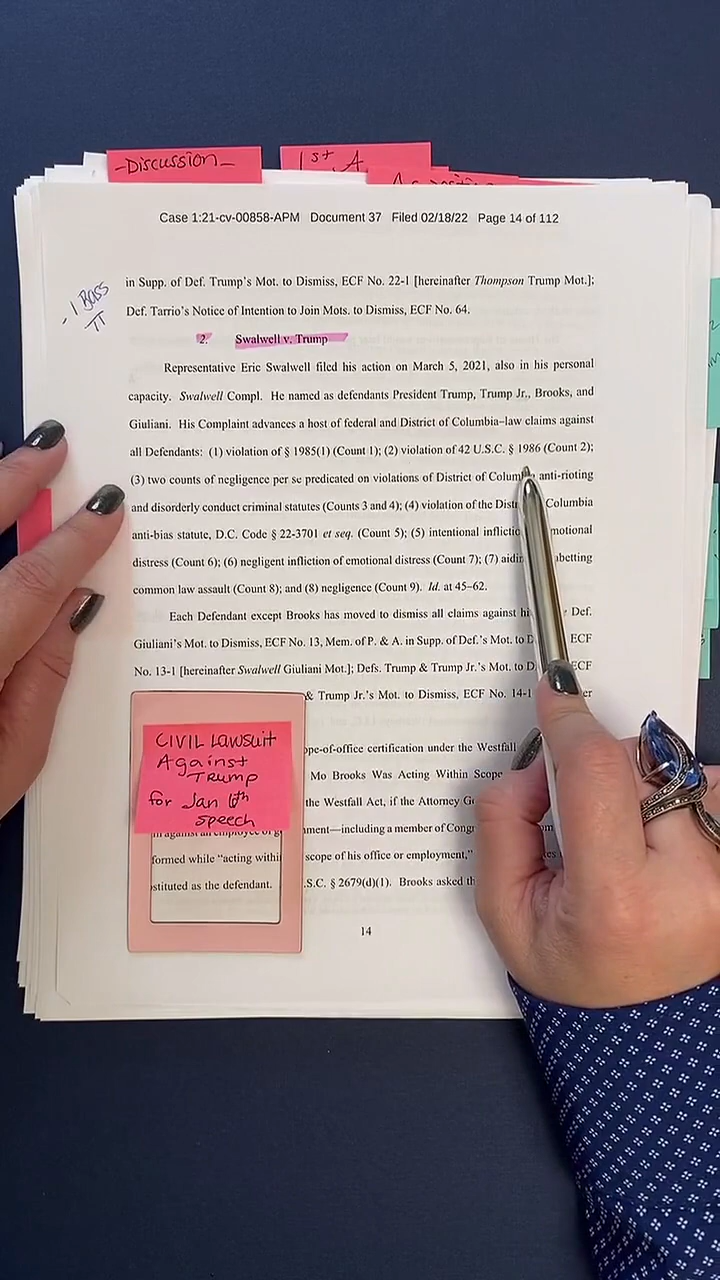 -Discussion-
1st A
Case 1:21-cv-00858-APM Document 37 Filed 02/18/22 Page 14 of 112
in Supp. of Def. Trump's Mot. to Dismiss, ECF No. 22-1 [hereinafter Thompson Trump Mot.];
Def. Tarrio's Notice of Intention to Join Mots. to Dismiss, ECF No. 64.
2. Swalwell v. Trump
Representative Eric Swalwell filed his action on March 5, 2021, also in his personal
capacity. Swalwell Compl. He named as defendants President Trump, Trump Jr., Brooks, and
Giuliani. His Complaint advances a host of federal and District of Columbia–law claims against
all Defendants: (1) violation of § 1985(1) (Count 1); (2) violation of 42 U.S.C. § 1986 (Count 2);
(3) two counts of negligence per se predicated on violations of District of Colum anti-rioting
and disorderly conduct criminal statutes (Counts 3 and 4); (4) violation of the Dist Columbia
anti-bias statute, D.C. Code § 22-3701 et seq. (Count 5); (5) intentional inflictio motional
distress (Count 6); (6) negligent infliction of emotional distress (Count 7); (7) aidin betting
common law assault (Count 8); and (8) negligence (Count 9). Id. at 45–62.
Each Defendant except Brooks has moved to dismiss all claims against hi Def.
Giuliani's Mot. to Dismiss, ECF No. 13, Mem. of P. & A. in Supp. of Def.'s Mot. to D ECF
No. 13-1 [hereinafter Swalwell Giuliani Mot.]; Defs. Trump & Trump Jr.'s Mot. to D ECF
& Trump Jr.'s Mot. to Dismiss, ECF No. 14-1 er
ope-of-office certification under the Westfall
Mo Brooks Was Acting Within Scope
the Westfall Act, if the Attorney Ge
nment—including a member of Congr om
formed while "acting withi scope of his office or employment,"
stituted as the defendant. .S.C. § 2679(d)(1). Brooks asked th
CIVIL LAWSUIT
Against
TRUMP
for Jan 6th
speech
14